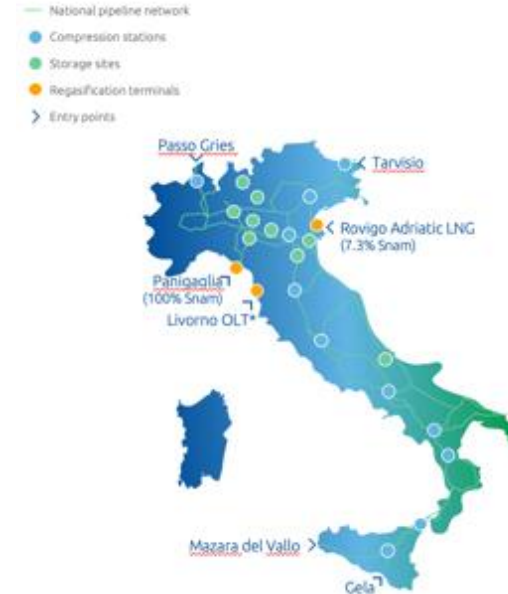 National pipeline network
Compression stations
Storage sites
Regasification terminals
Entry points
Passo Gries
Tarvisio
Rovigo Adriatic LNG
(7.3% Snam)
Panigaglia
(100% Snam)
Livorno OLT*
Mazara del Vallo
Gela